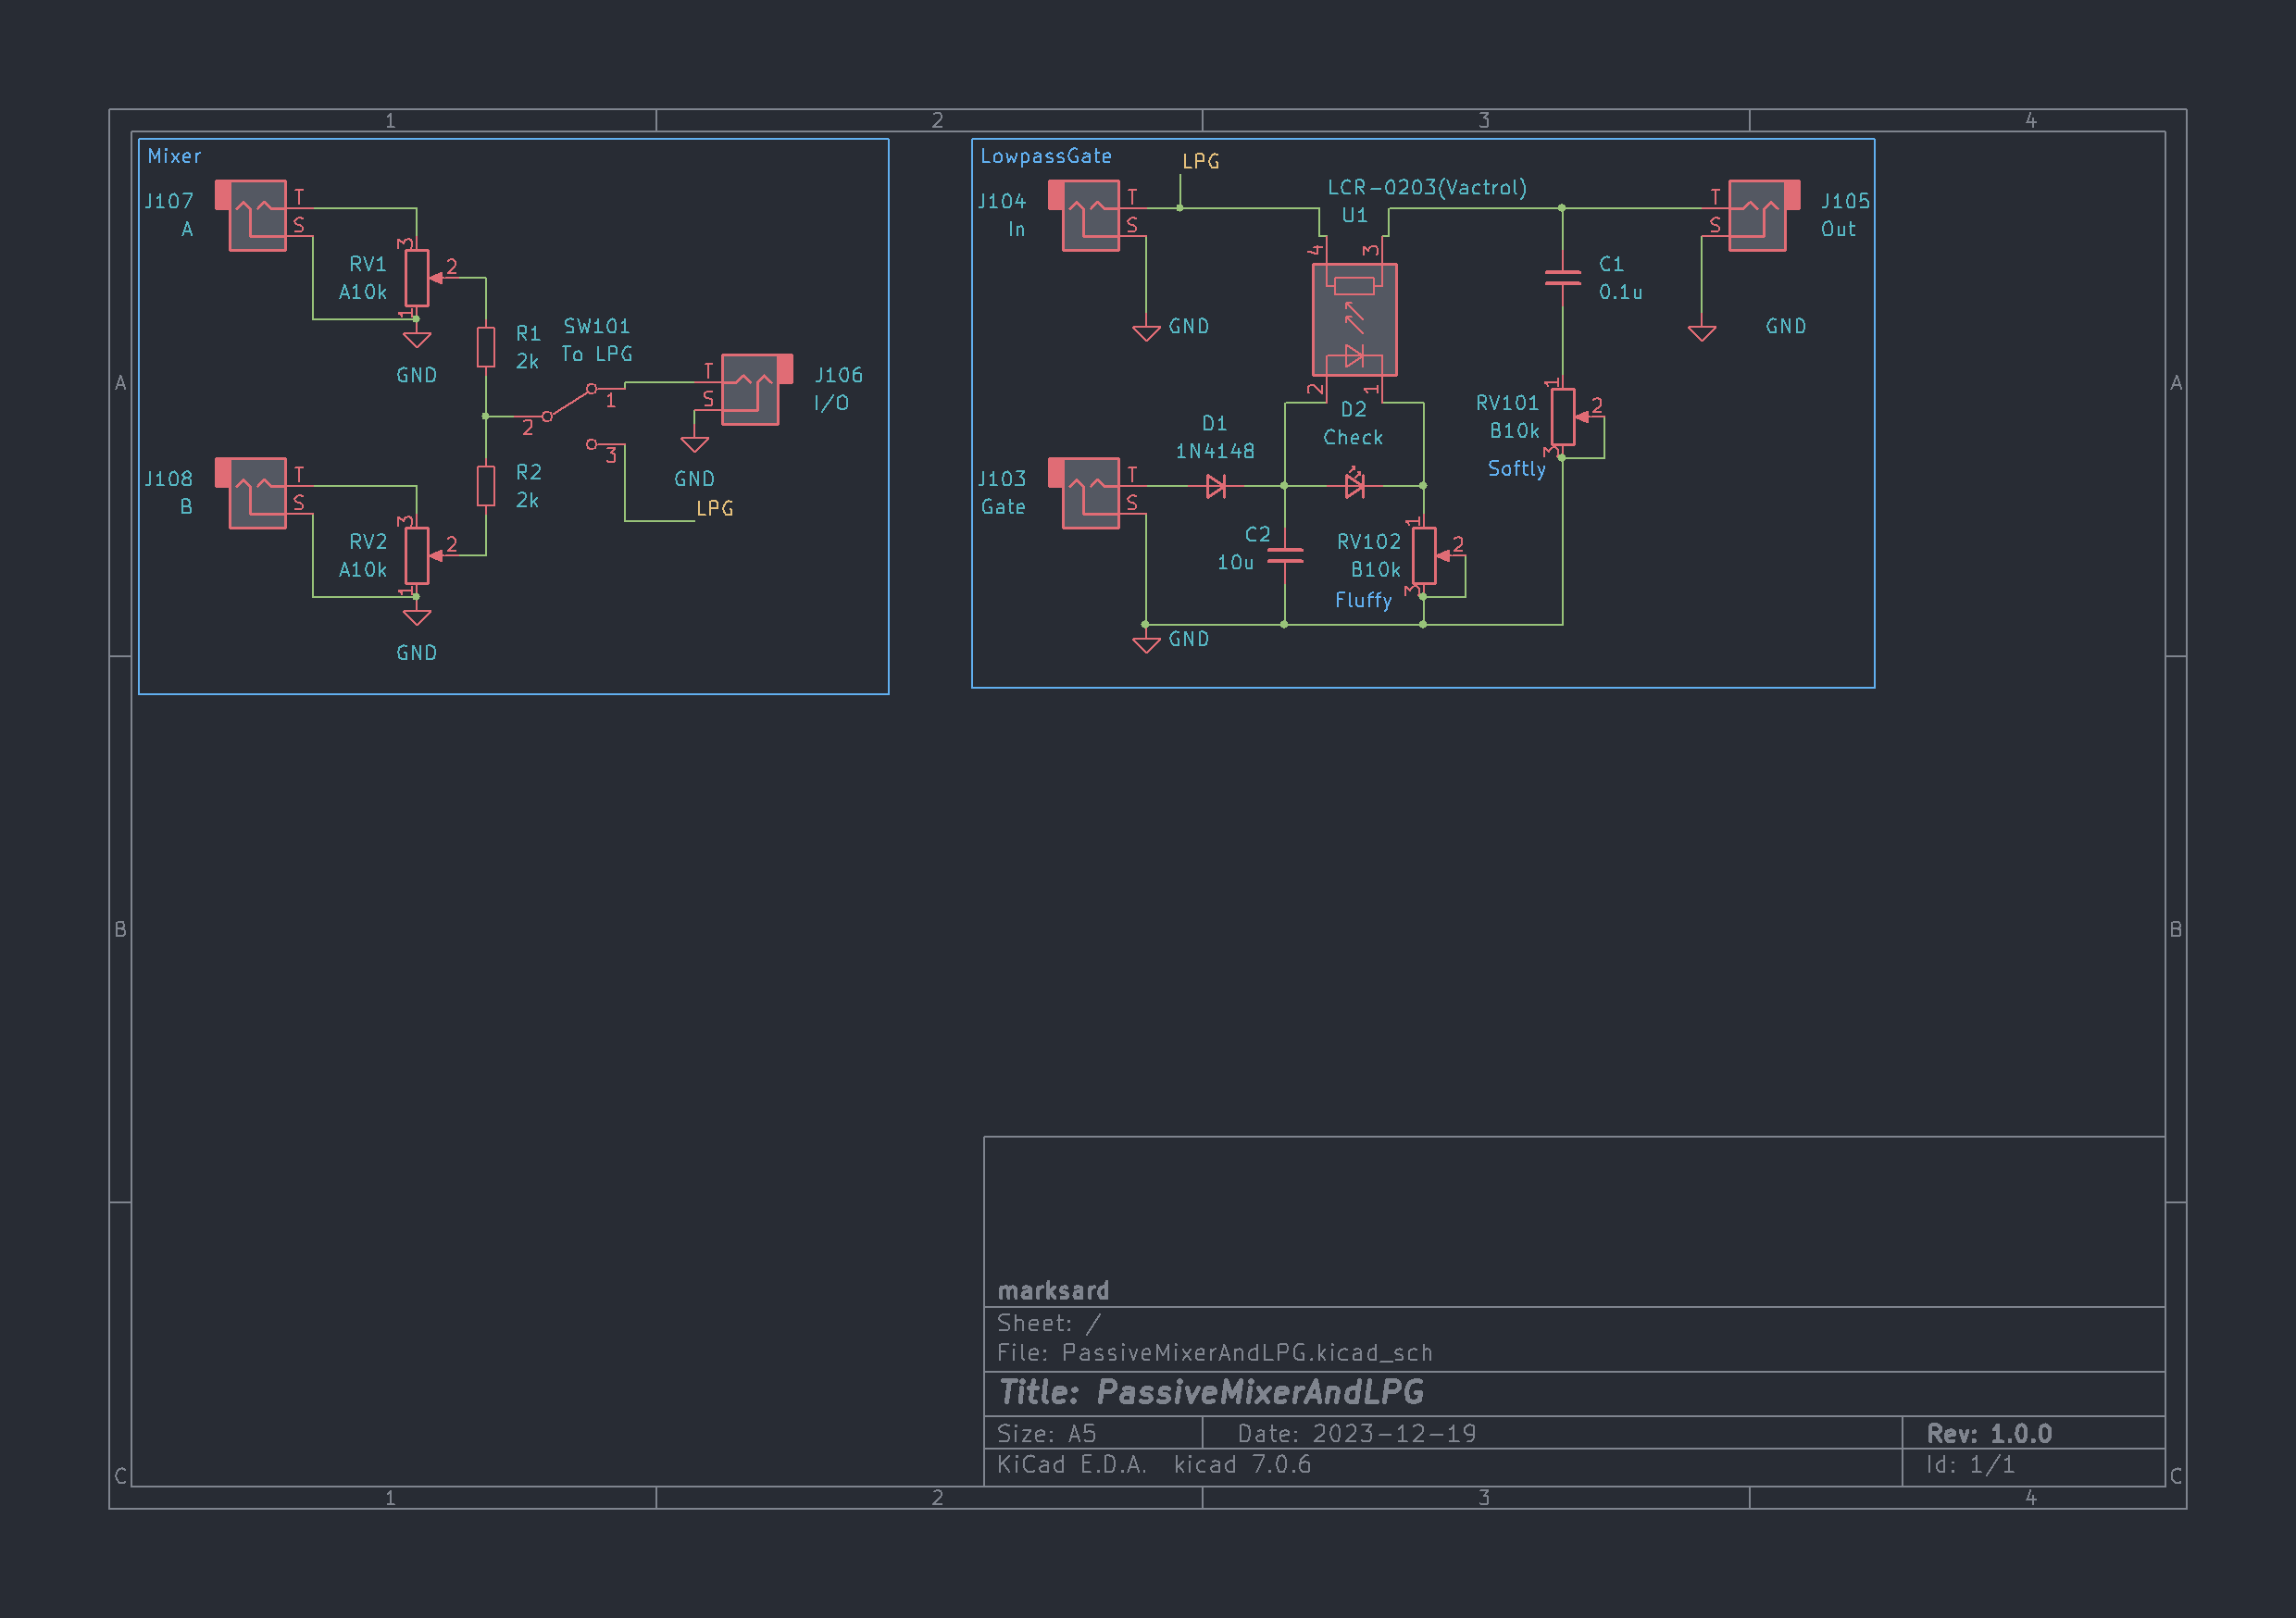 1
2
3
4
Mixer
J107
A
T
S
3
RV1
A10k
2
1
GND
R1
2k
SW101
To LPG
2
1
3
T
S
J106
I/O
GND
LPG
J108
B
T
S
R2
2k
3
RV2
A10k
2
1
GND
LowpassGate
LPG
J104
In
T
S
GND
LCR-0203(Vactrol)
U1
4
3
2
1
T
S
J105
Out
GND
C1
0.1u
D1
1N4148
D2
Check
RV101
B10k
1
2
3
Softly
J103
Gate
T
S
C2
10u
RV102
B10k
1
2
3
Fluffy
GND
A
A
B
B
C
C
marksard
Sheet: /
File: PassiveMixerAndLPG.kicad_sch
Title: PassiveMixerAndLPG
Size: A5
Date: 2023-12-19
Rev: 1.0.0
KiCad E.D.A. kicad 7.0.6
Id: 1/1
1
2
3
4